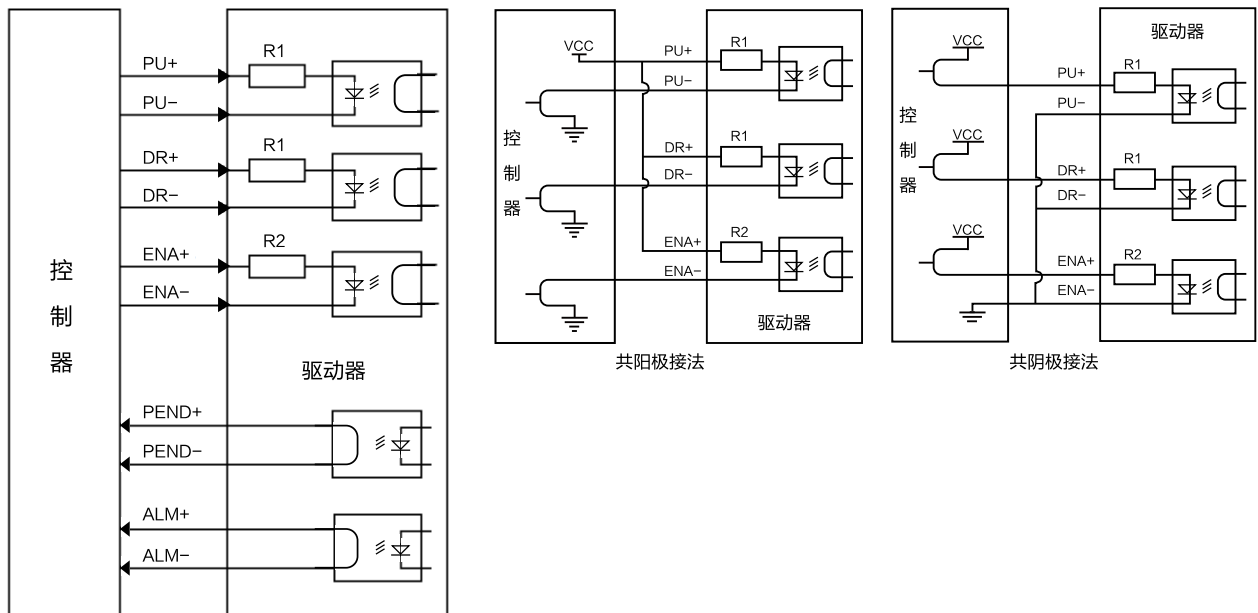 PU+
R1
PU−
DR+
R1
DR−
ENA+
R2
ENA−
控
制
器
驱动器
PEND+
PEND−
ALM+
ALM−
VCC
PU+
R1
PU−
控
制
器
DR+
R1
DR−
ENA+
R2
ENA−
驱动器
共阳极接法
驱动器
VCC
PU+
R1
PU−
控
制
器
VCC
DR+
R1
DR−
VCC
ENA+
R2
ENA−
共阴极接法